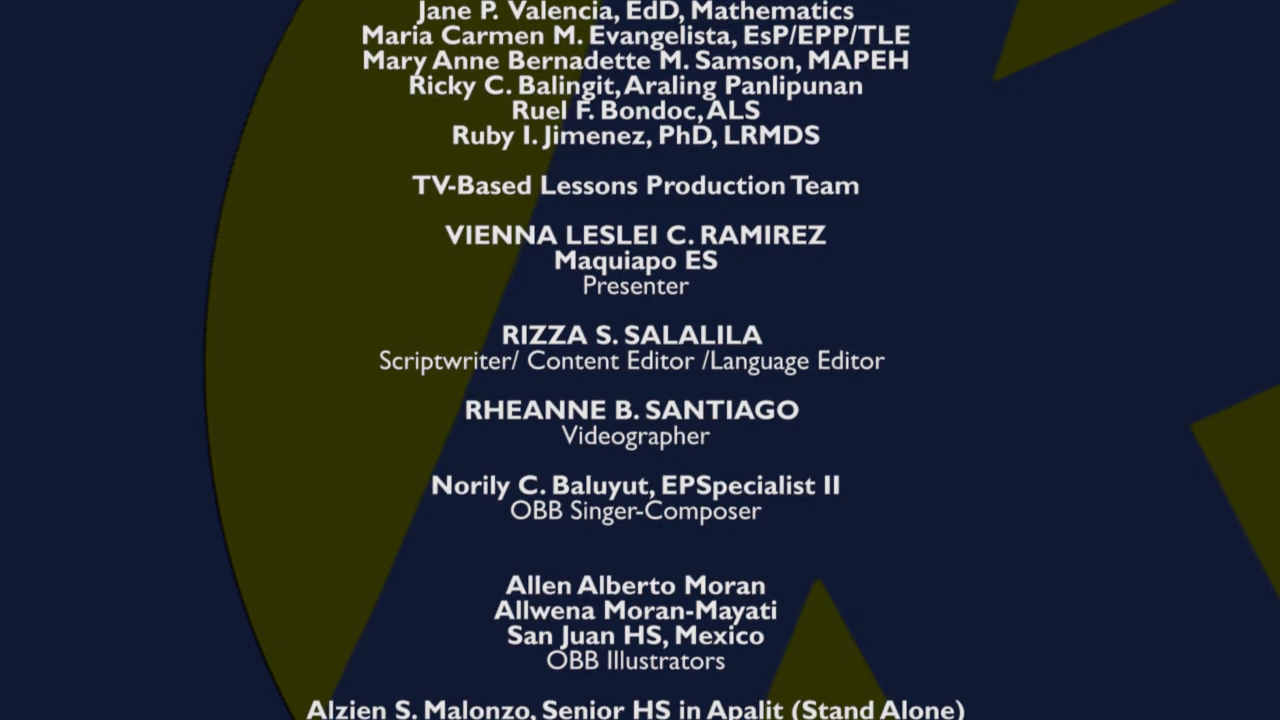 Jane P. Valencia, EdD, Mathematics
Maria Carmen M. Evangelista, EsP/EPP/TLE
Mary Anne Bernadette M. Samson, MAPEH
Ricky C. Balingit, Araling Panlipunan
Ruel F. Bondoc, ALS
Ruby I. Jimenez, PhD, LRMDS
TV-Based Lessons Production Team
VIENNA LESLEI C. RAMIREZ
Maquiapo ES
Presenter
RIZZA S. SALALILA
Scriptwriter/ Content Editor /Language Editor
RHEANNE B. SANTIAGO
Videographer
Norily C. Baluyut, EPSpecialist II
OBB Singer-Composer
Allen Alberto Moran
Allwena Moran-Mayati
San Juan HS, Mexico
OBB Illustrators
Alzien S. Malonzo, Senior HS in Apalit (Stand Alone)